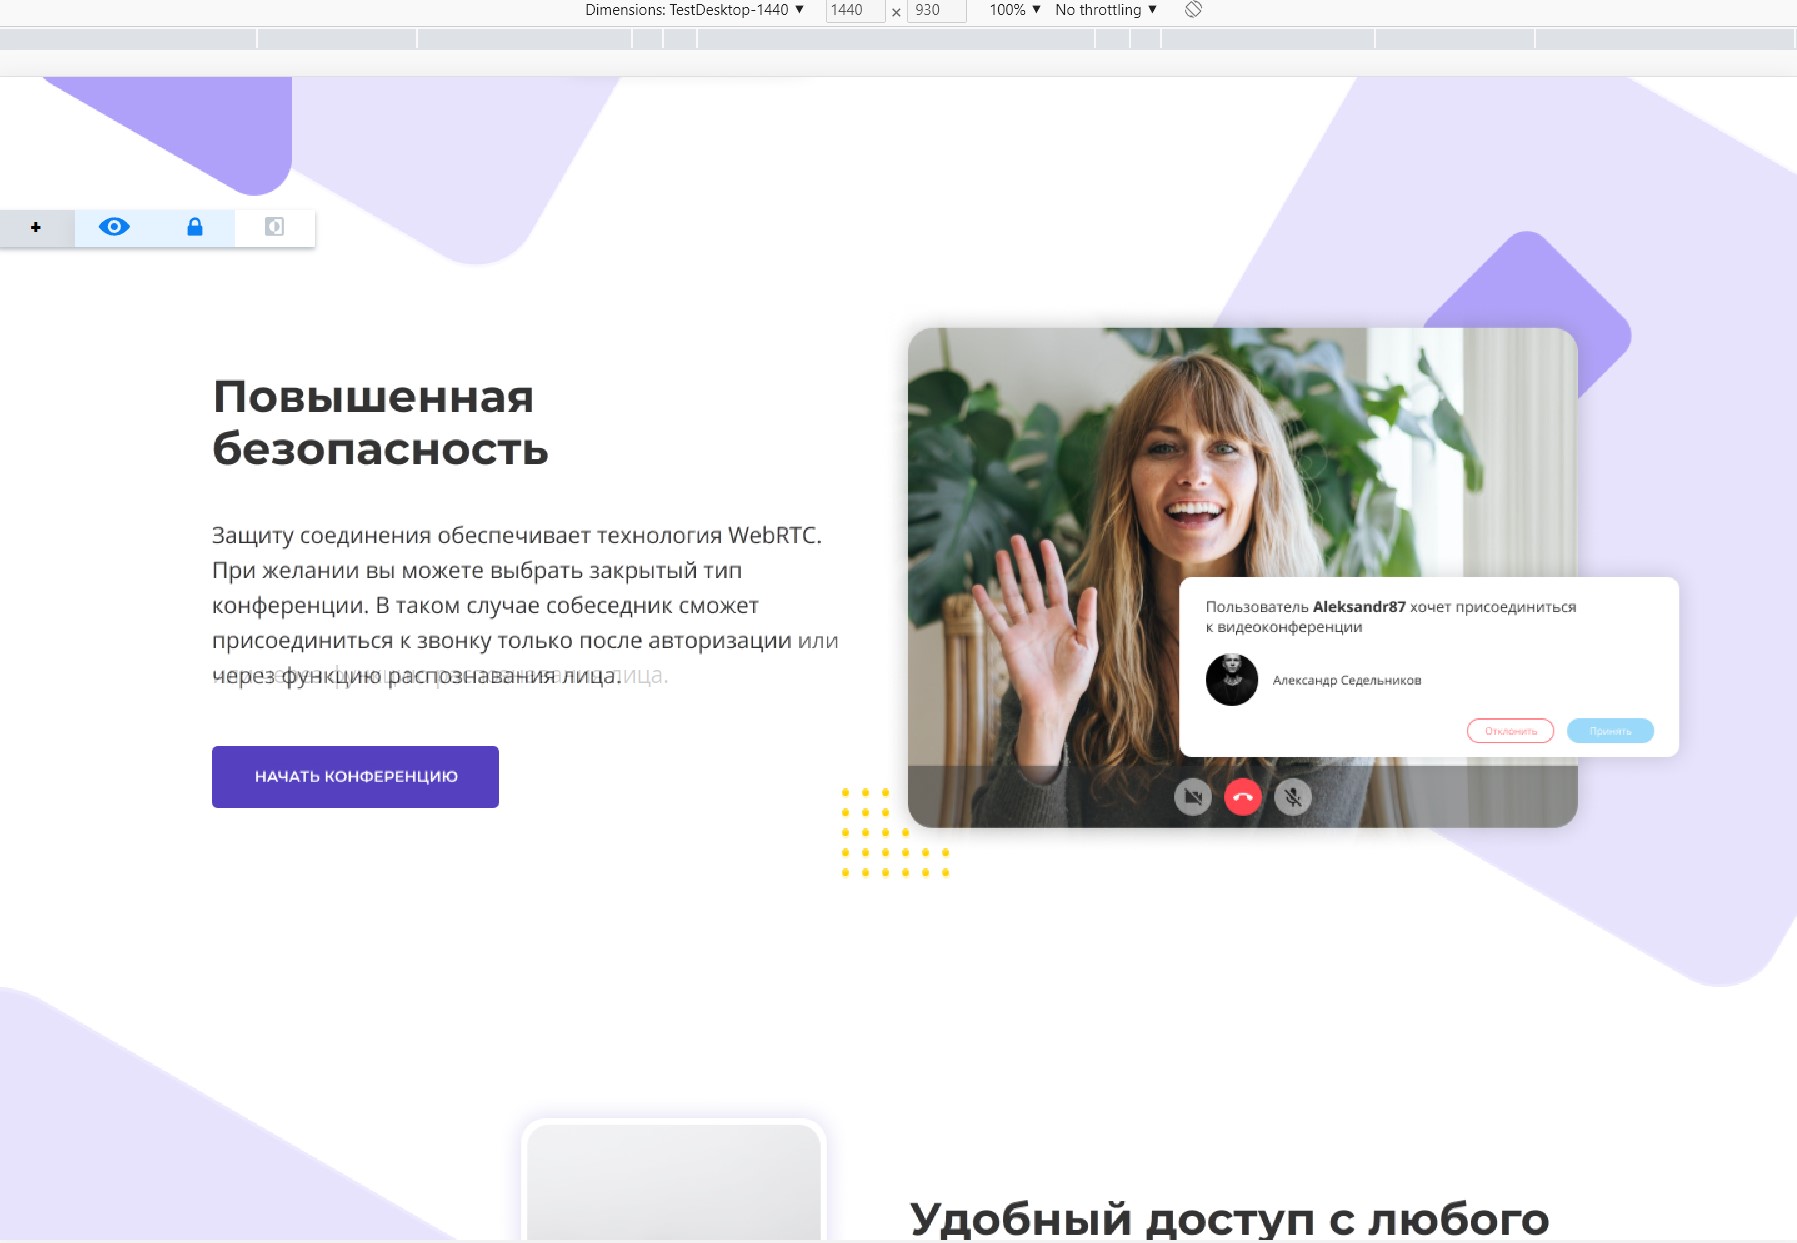 Dimensions: TestDesktop-1440 ▼ 1440 × 930 100% ▼ No throttling ▼
+
Повышенная
безопасность
Защиту соединения обеспечивает технология WebRTC.
При желании вы можете выбрать закрытый тип
конференции. В таком случае собеседник сможет
присоединиться к звонку только после авторизации или
через функцию распознавания лица.
НАЧАТЬ КОНФЕРЕНЦИЮ
Пользователь Aleksandr87 хочет присоединиться
к видеоконференции
Александр Седельников
Отклонить Принять
Удобный доступ с любого